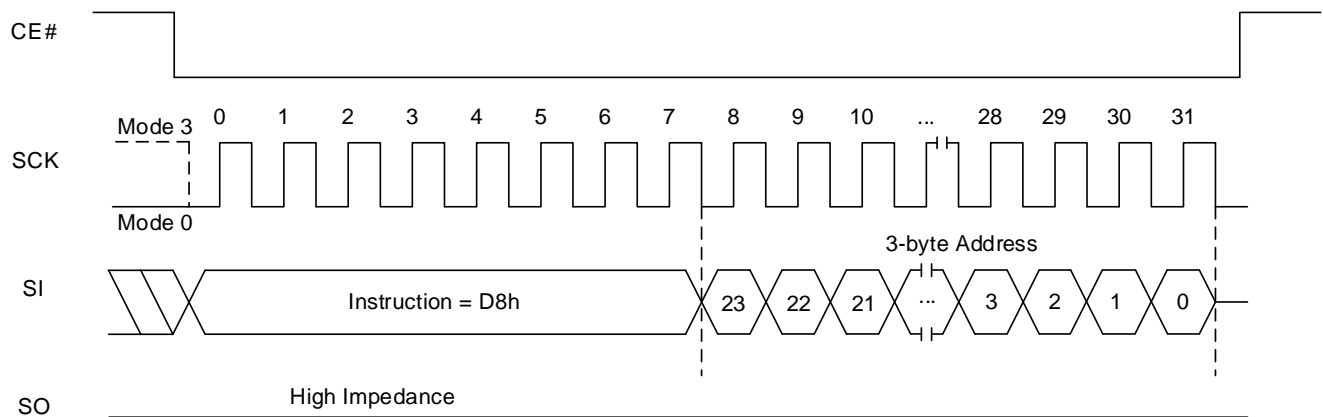 CE#
0 1 2 3 4 5 6 7 8 9 10 ... 28 29 30 31
Mode 3
SCK
Mode 0
3-byte Address
SI
Instruction = D8h 23 22 21 ... 3 2 1 0
High Impedance
SO